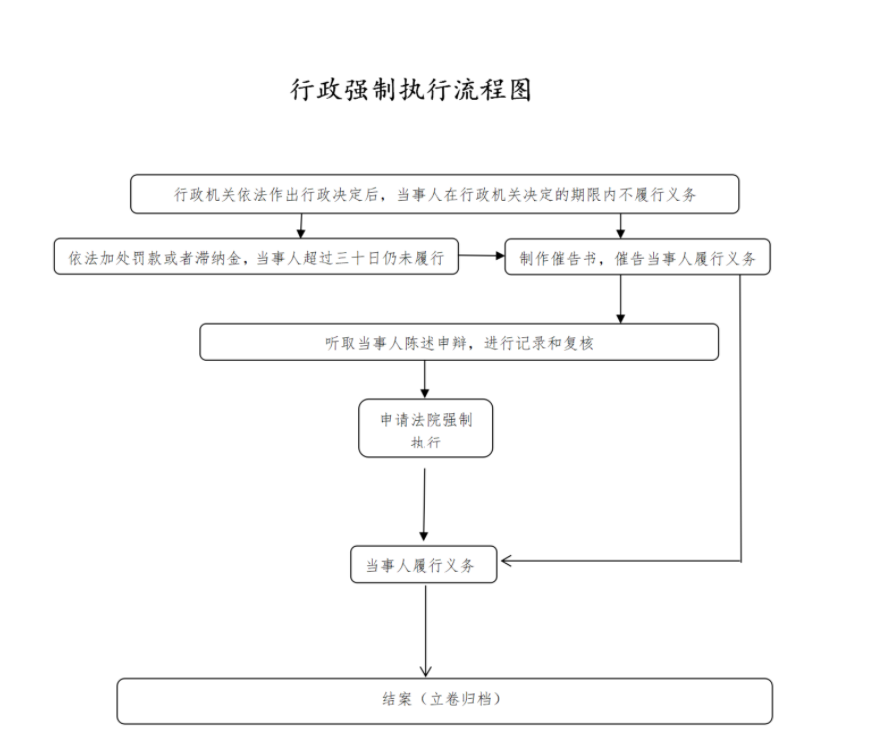 行政强制执行流程图
行政机关依法作出行政决定后，当事人在行政机关决定的期限内不履行义务
依法加处罚款或者滞纳金，当事人超过三十日仍未履行
制作催告书，催告当事人履行义务
听取当事人陈述申辩，进行记录和复核
申请法院强制
执行
当事人履行义务
结案（立卷归档）